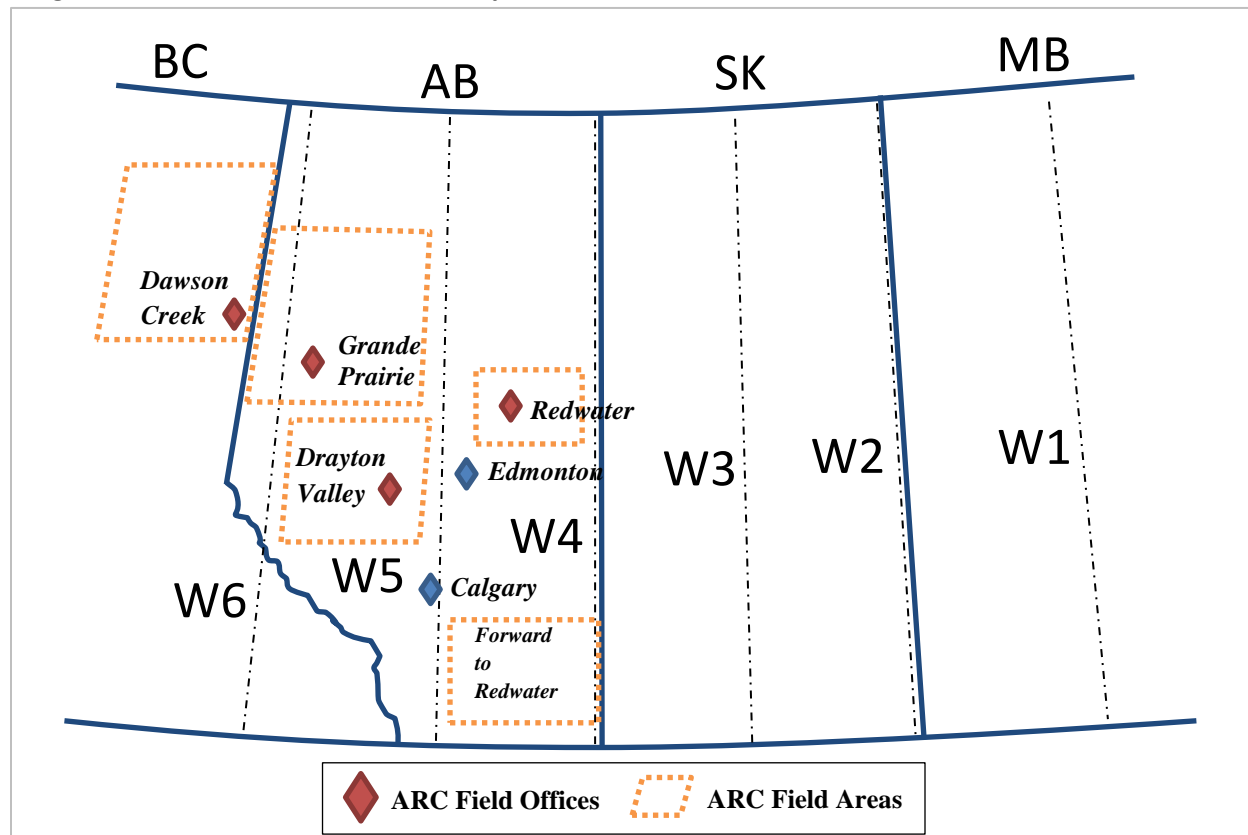 BC
AB
SK
MB
Dawson
Creek
Grande
Prairie
Redwater
Drayton
Valley
Edmonton
W3
W2
W1
W4
W5
W6
Calgary
Forward
to
Redwater
ARC Field Offices
ARC Field Areas